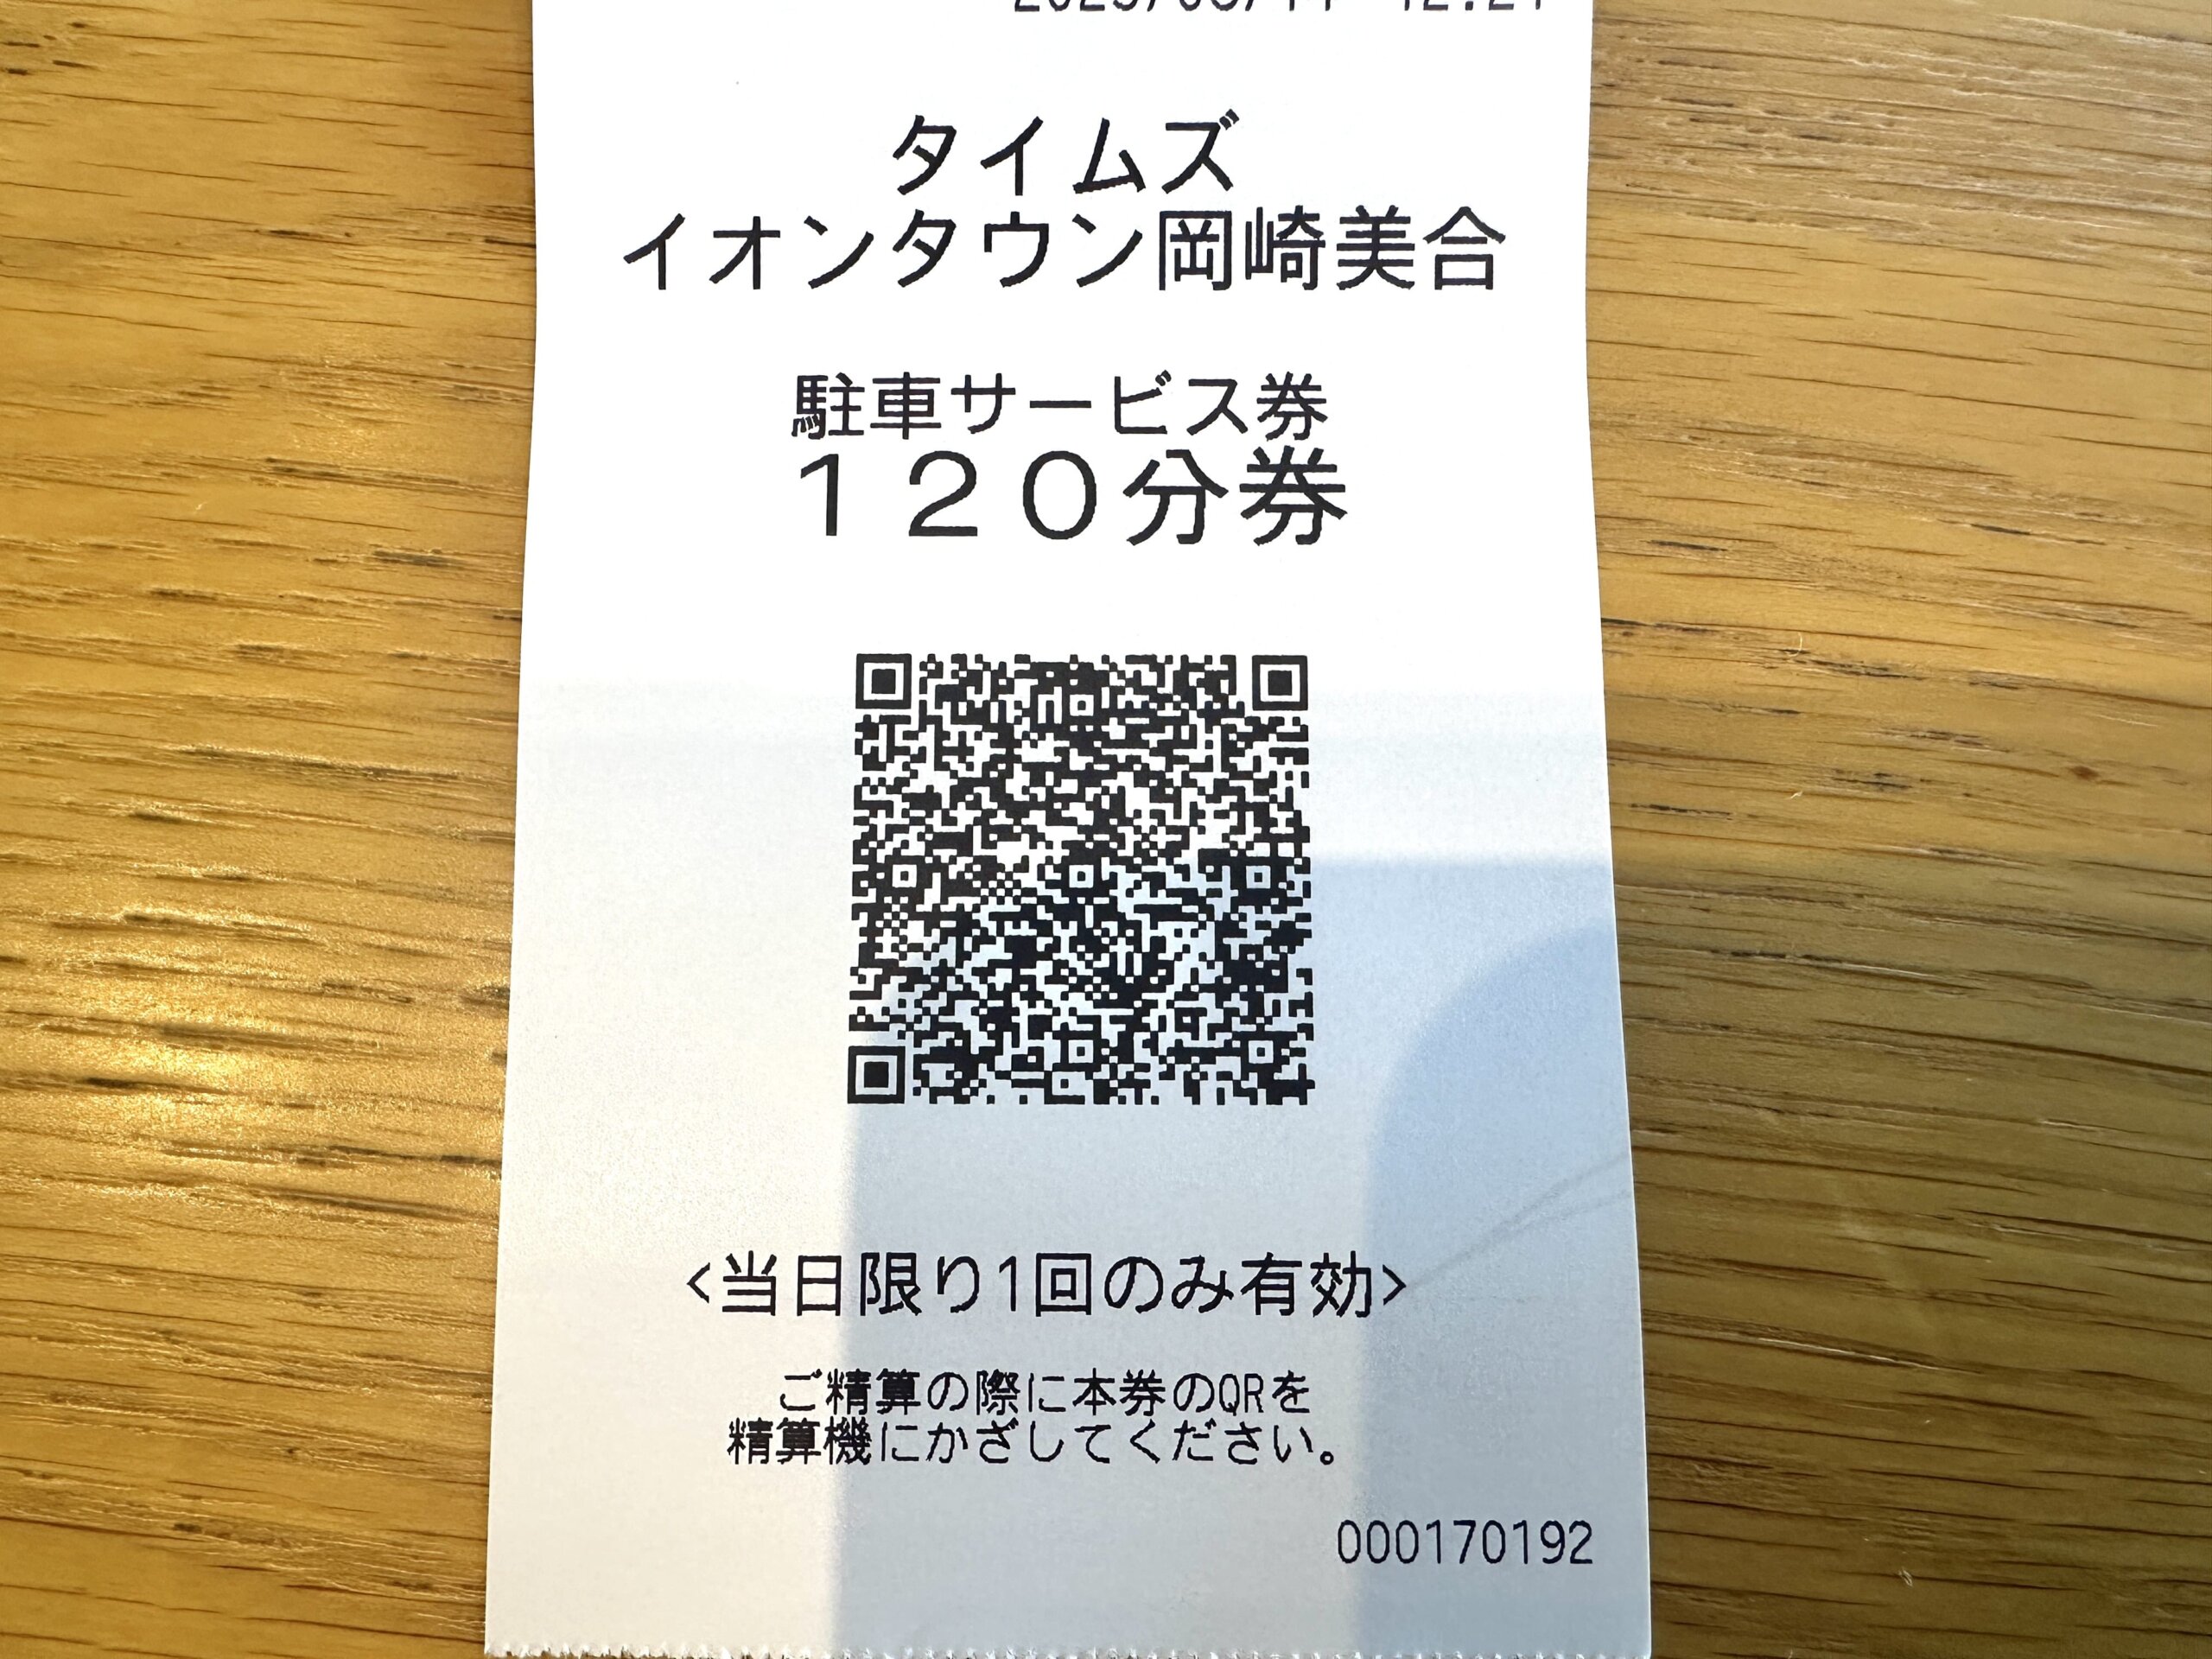 タイムズ
イオンタウン岡崎美合
駐車サービス券
120分券
<当日限り1回のみ有効>
ご精算の際に本券のQRを
精算機にかざしてください。
000170192